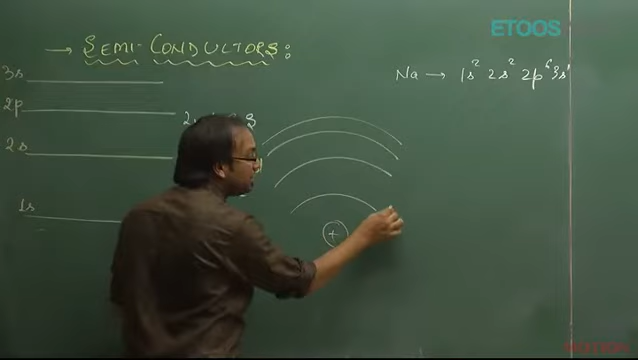 ETOOS
→ SEMI-CONDUCTORS:
Na → 1s² 2s² 2p⁶ 3s¹
3s
2p
2s
1s
+